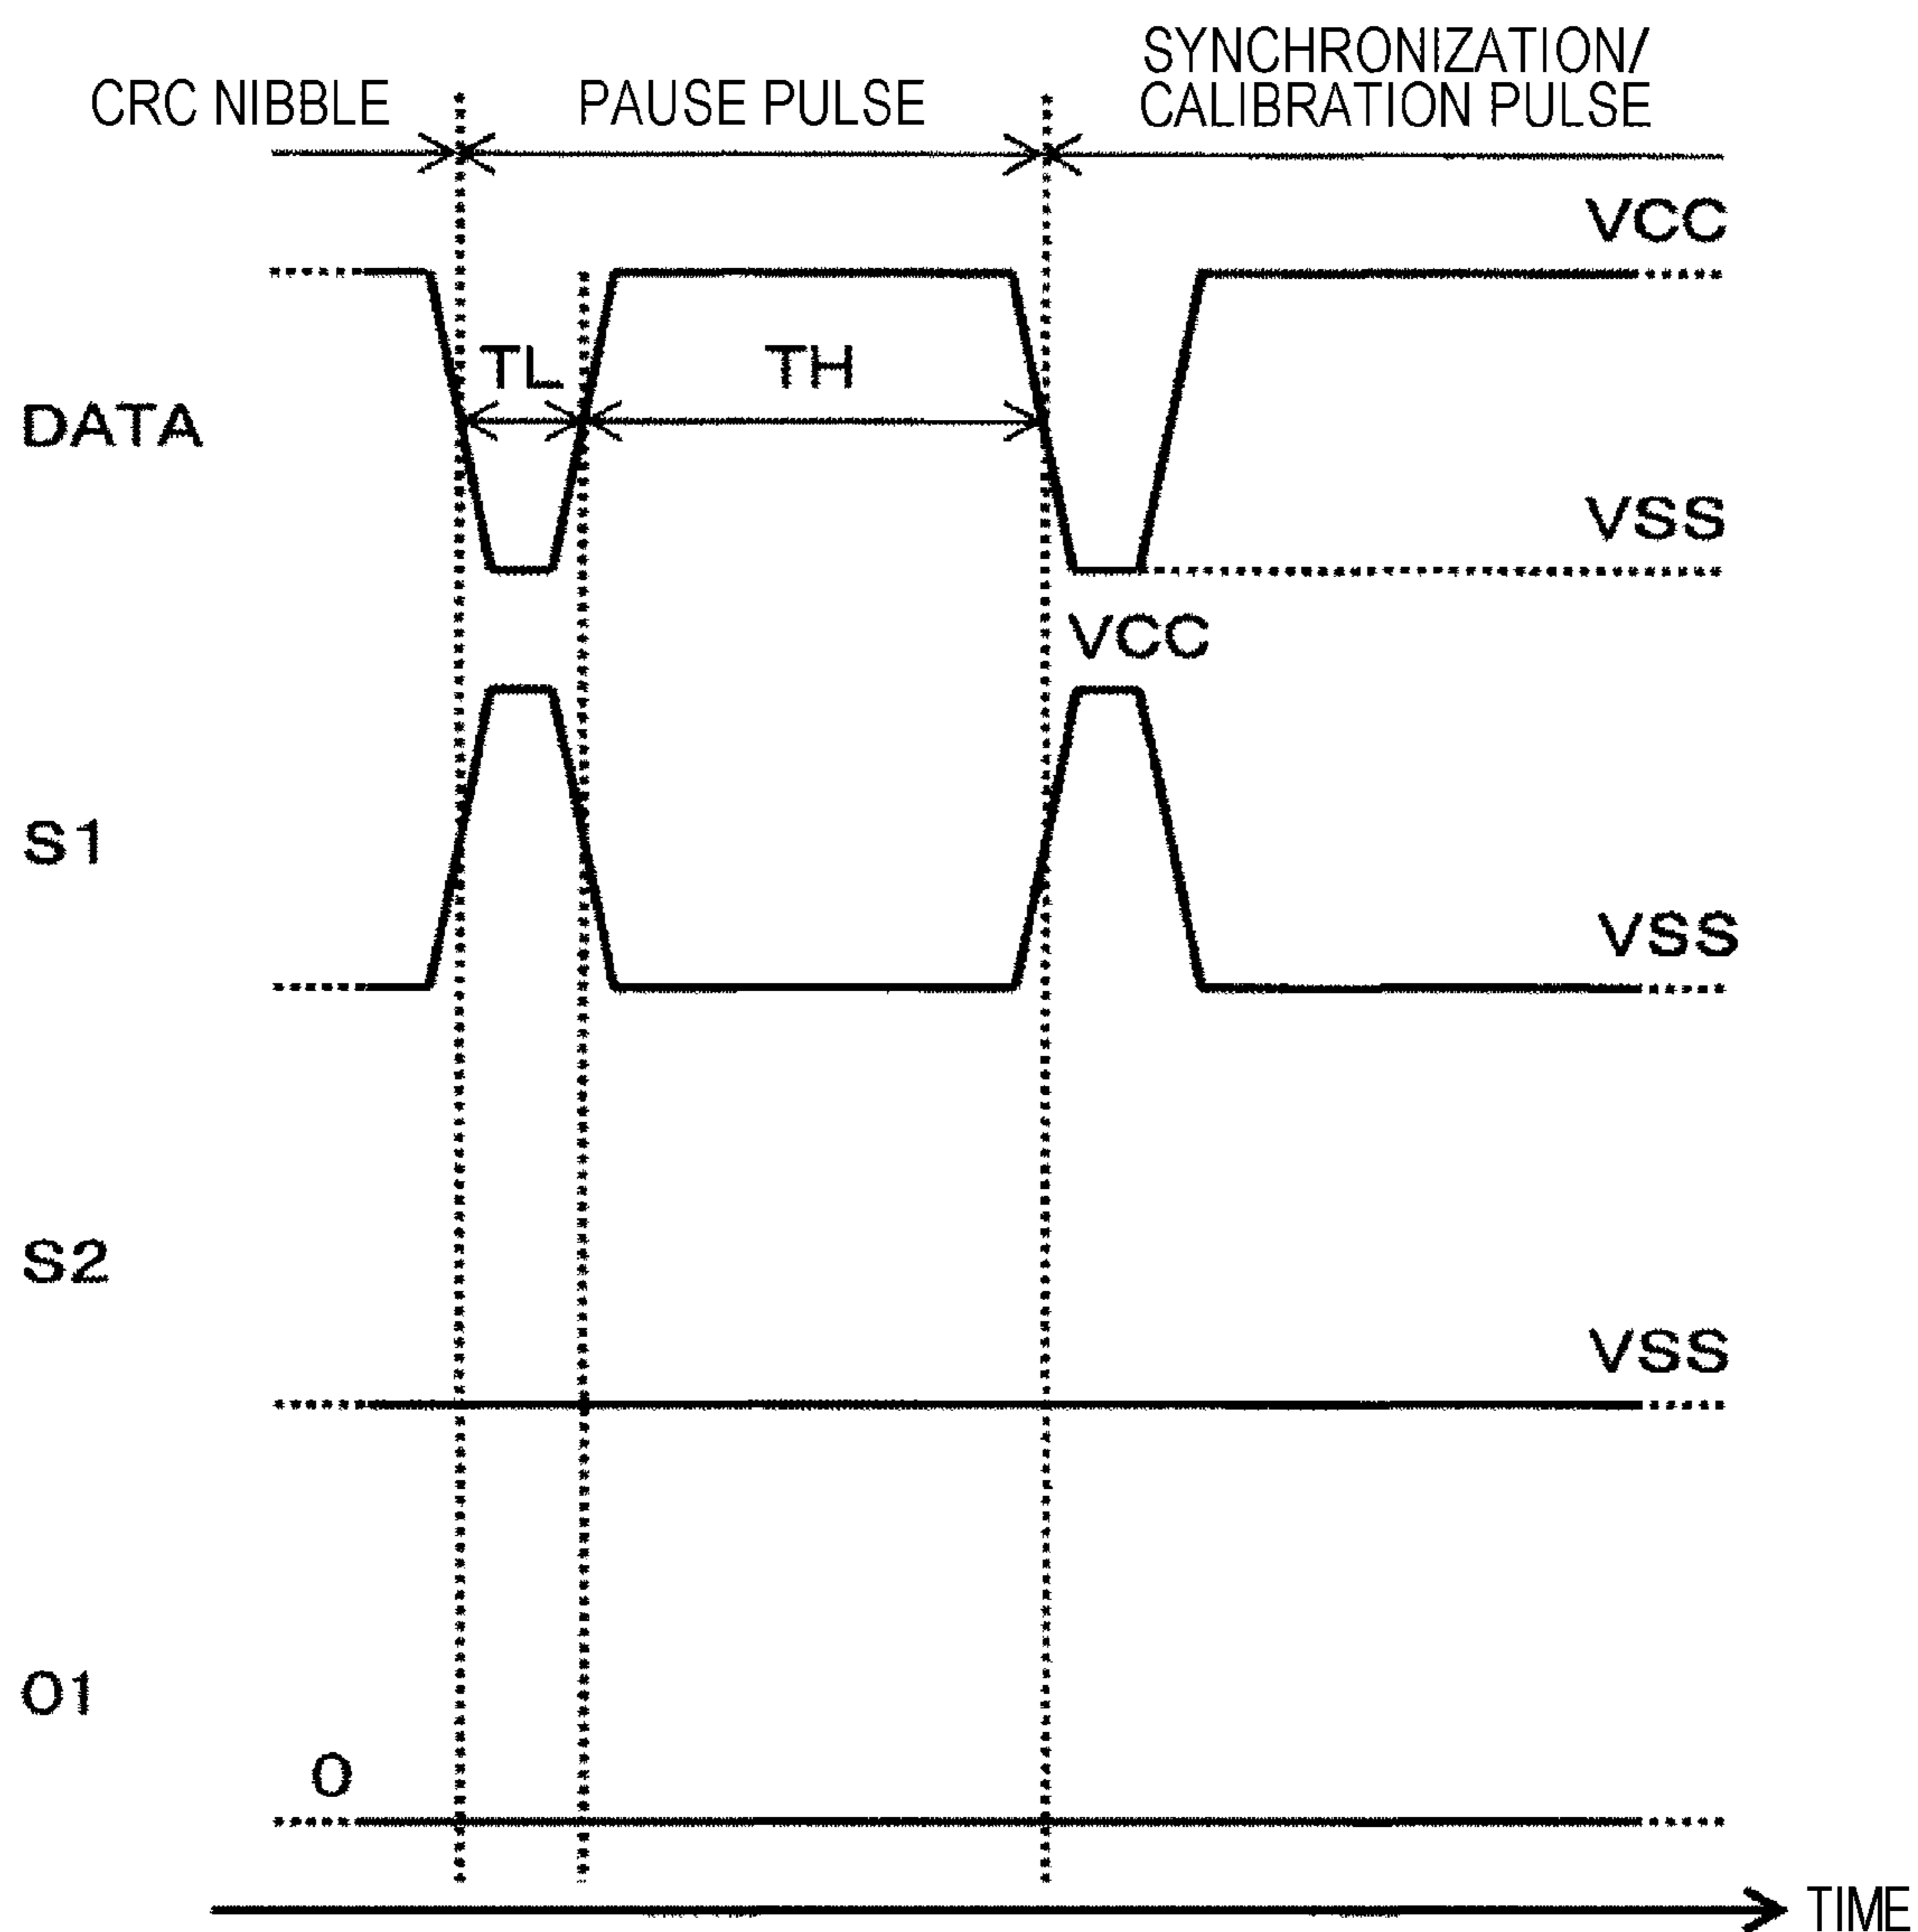 CRC NIBBLE
PAUSE PULSE
SYNCHRONIZATION/
CALIBRATION PULSE
VCC
TL
TH
DATA
VSS
VCC
S1
VSS
S2
VSS
O1
0
TIME